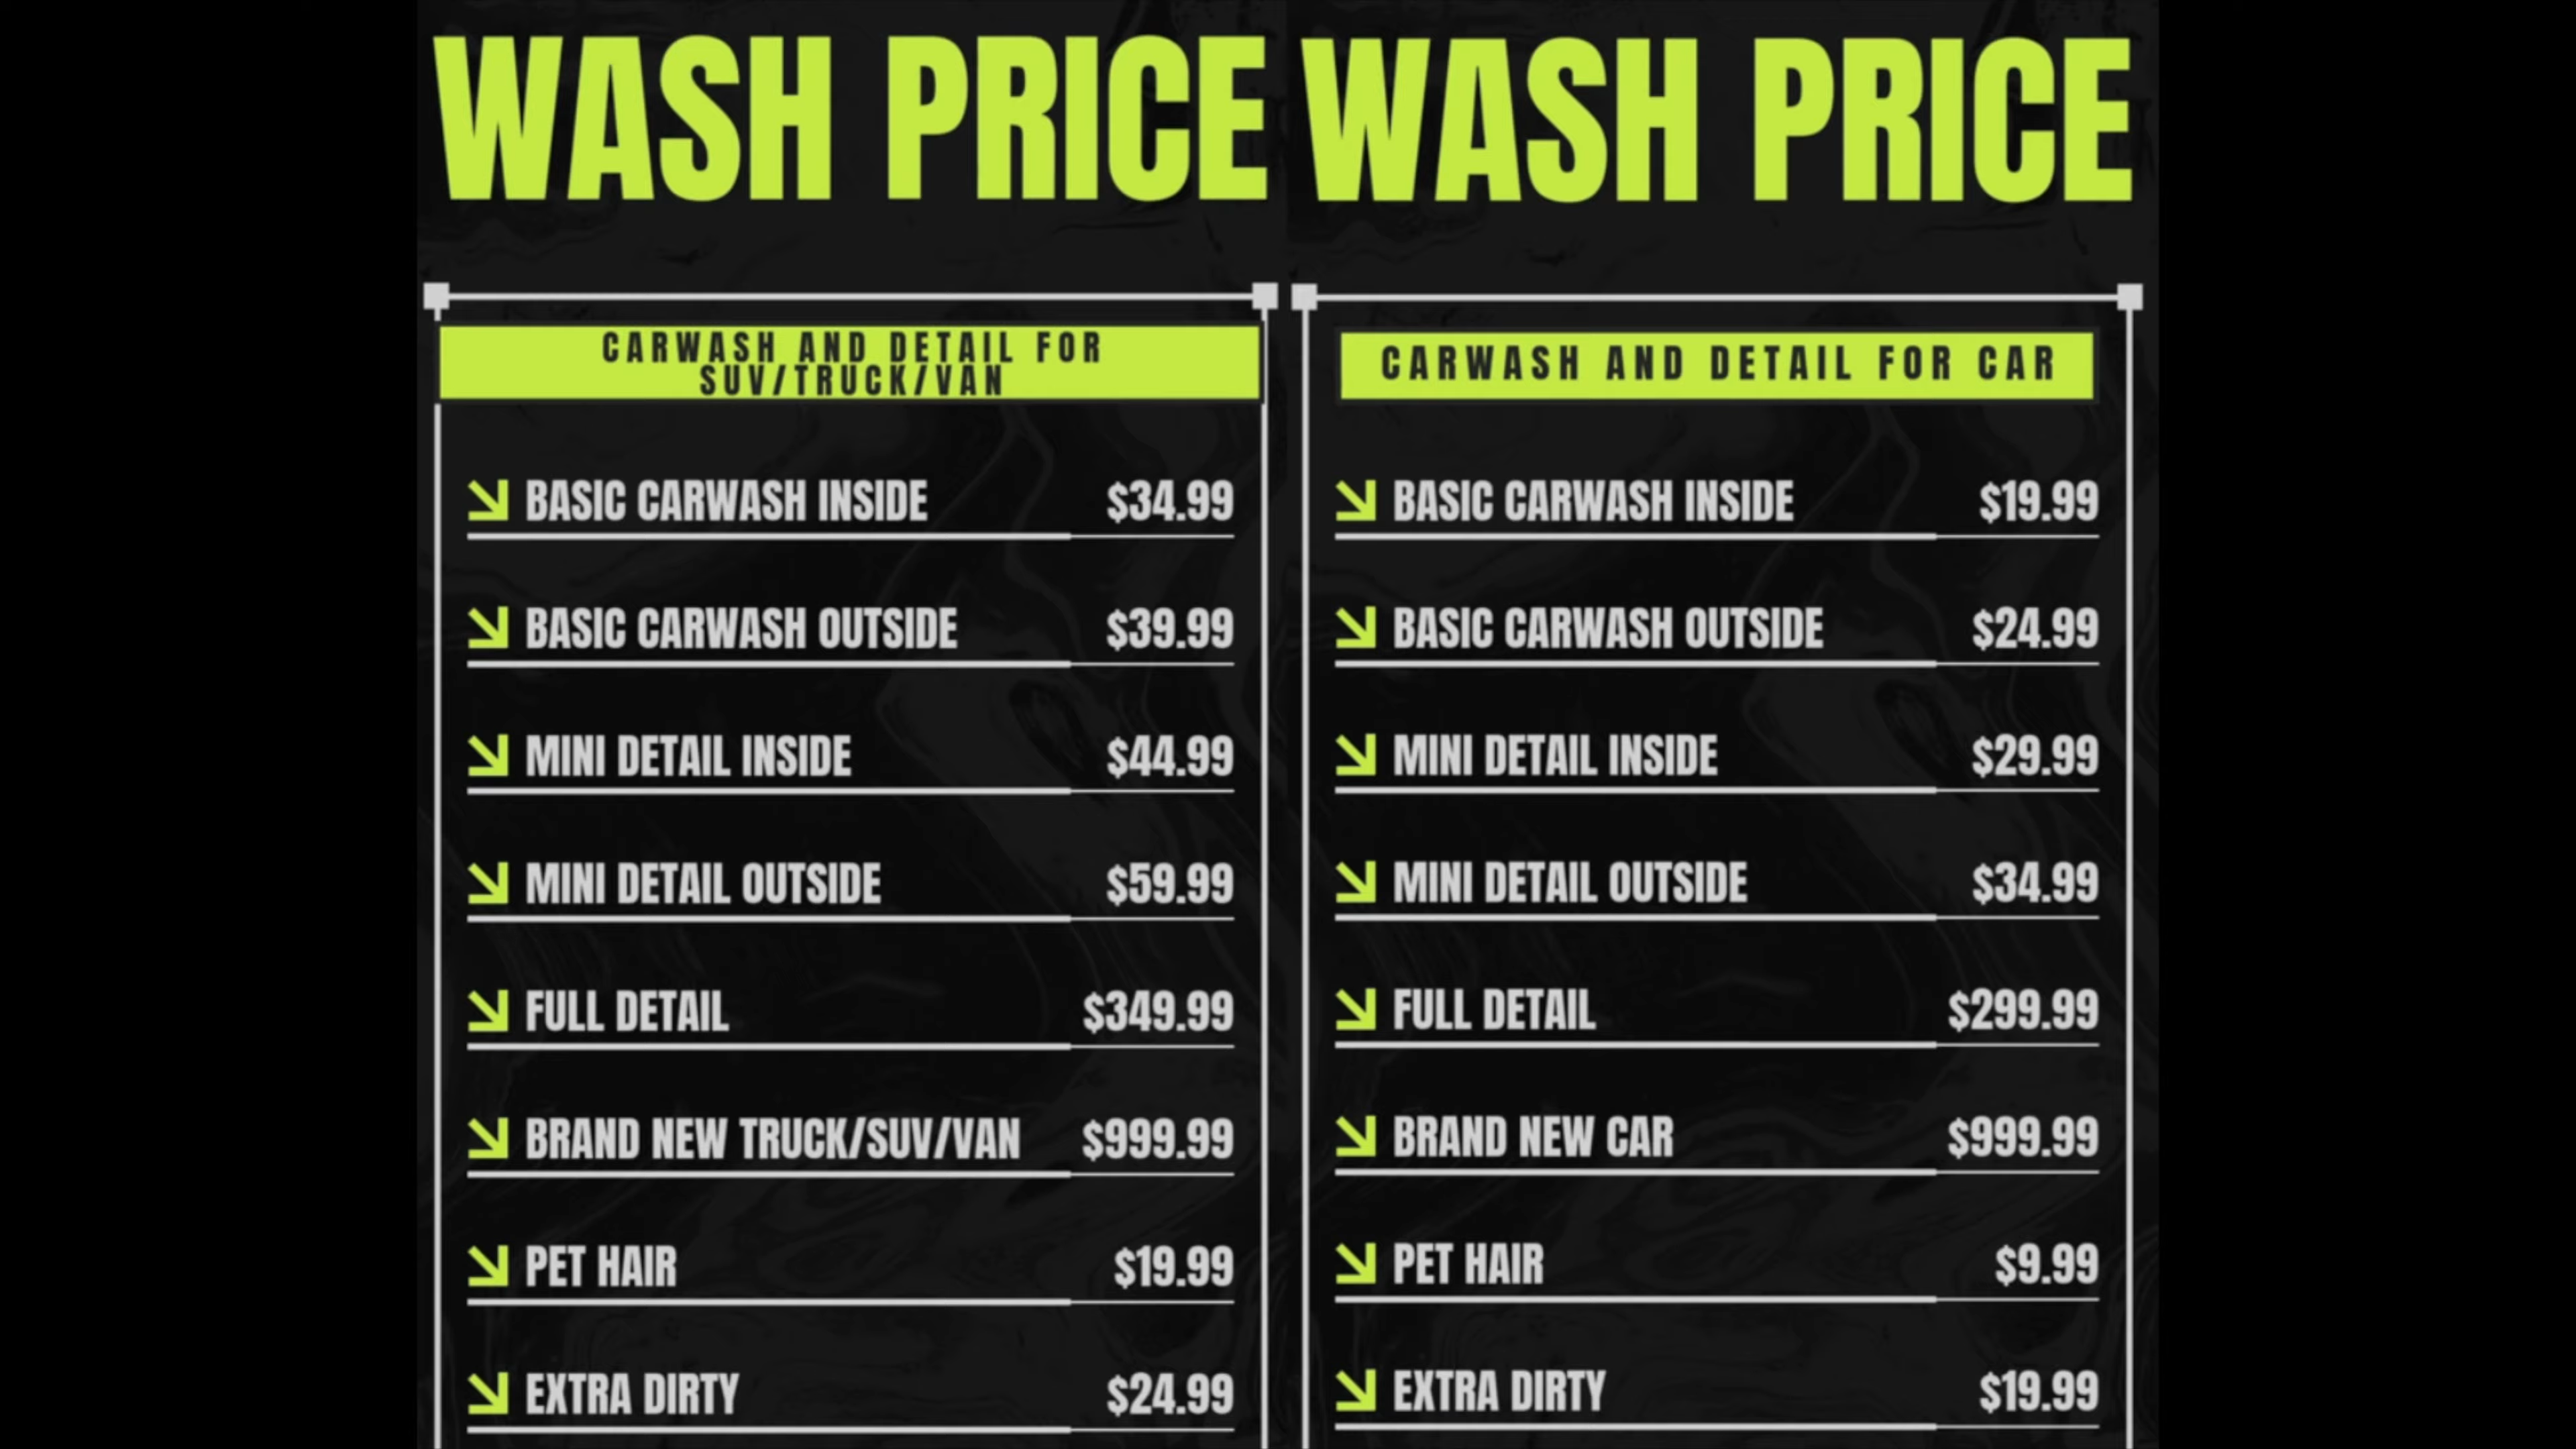 WASH PRICE
CARWASH AND DETAIL FOR
SUV/TRUCK/VAN
BASIC CARWASH INSIDE $34.99
BASIC CARWASH OUTSIDE $39.99
MINI DETAIL INSIDE $44.99
MINI DETAIL OUTSIDE $59.99
FULL DETAIL $349.99
BRAND NEW TRUCK/SUV/VAN $999.99
PET HAIR $19.99
EXTRA DIRTY $24.99
WASH PRICE
CARWASH AND DETAIL FOR CAR
BASIC CARWASH INSIDE $19.99
BASIC CARWASH OUTSIDE $24.99
MINI DETAIL INSIDE $29.99
MINI DETAIL OUTSIDE $34.99
FULL DETAIL $299.99
BRAND NEW CAR $999.99
PET HAIR $9.99
EXTRA DIRTY $19.99